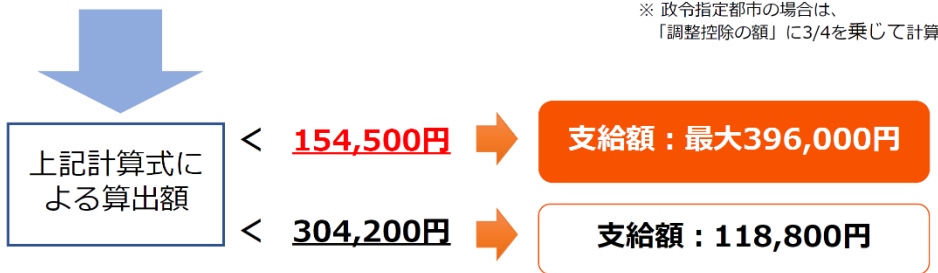 ※ 政令指定都市の場合は、
「調整控除の額」に3/4を乗じて計算
上記計算式に
よる算出額
< 154,500円
支給額:最大396,000円
< 304,200円
支給額:118,800円